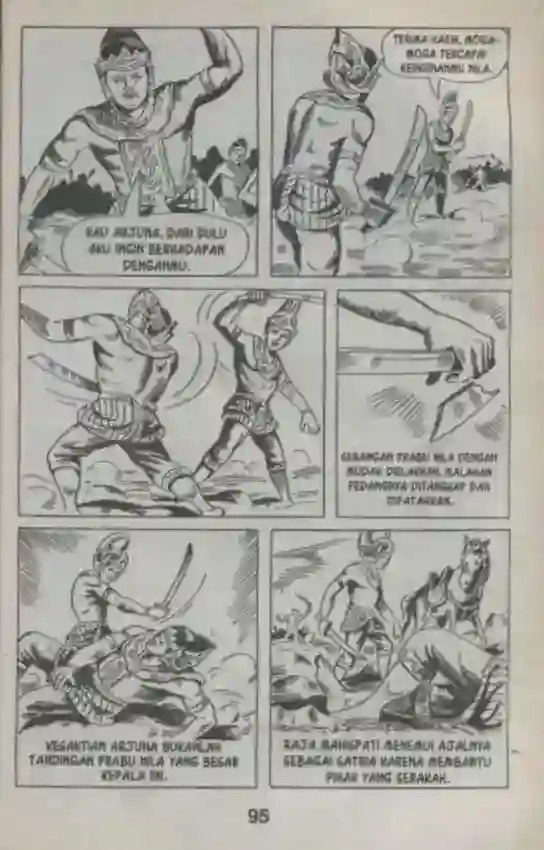 KAU ARJUNA, DARI DULU
AKU INGIN BERHADAPAN
DENGANMU.
TERIMA KASIH, MOGA-
MOGA TERCAPAI
KEINGINANMU NILA.
SERANGAN PRABU NILA DENGAN
MUDAH DIELAKKAN, MALAHAN
PEDANGNYA DITANGKAP DAN
DIPATAHKAN.
KESAKTIAN ARJUNA BUKANLAH
TANDINGAN PRABU NILA YANG BESAR
KEPALA INI.
RAJA MAHISPATI MENEMUI AJALNYA
SEBAGAI SATRIA KARENA MEMBANTU
PIHAK YANG SERAKAH.
95